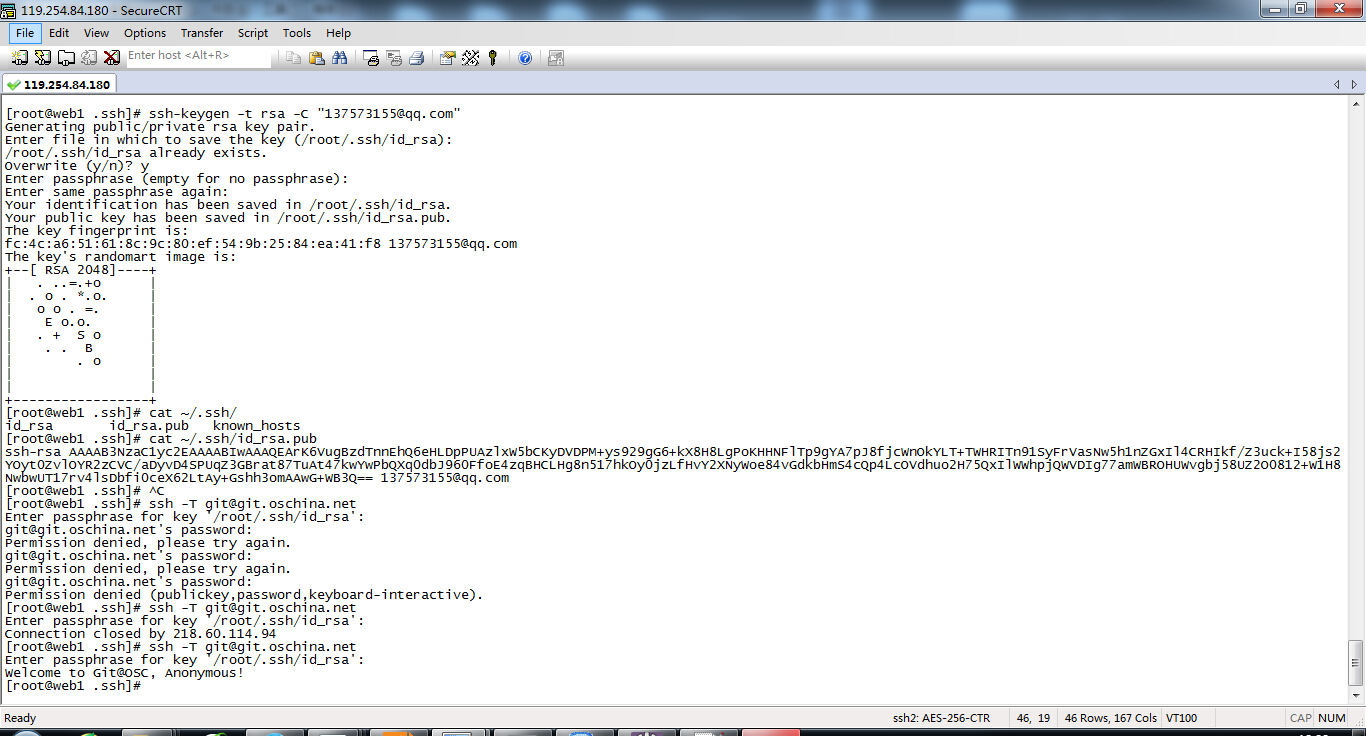 119.254.84.180 - SecureCRT
File Edit View Options Transfer Script Tools Help
Enter host <Alt+R>
119.254.84.180
[root@web1 .ssh]# ssh-keygen -t rsa -C "137573155@qq.com"
Generating public/private rsa key pair.
Enter file in which to save the key (/root/.ssh/id_rsa):
/root/.ssh/id_rsa already exists.
Overwrite (y/n)? y
Enter passphrase (empty for no passphrase):
Enter same passphrase again:
Your identification has been saved in /root/.ssh/id_rsa.
Your public key has been saved in /root/.ssh/id_rsa.pub.
The key fingerprint is:
fc:4c:a6:51:61:8c:9c:80:ef:54:9b:25:84:ea:41:f8 137573155@qq.com
The key's randomart image is:
+--[ RSA 2048]----+
|   . ..=.+o      |
|  . o . *.o.     |
|   o o . =.      |
|    E o.o.       |
|   . +  S o      |
|    . .  B       |
|        . o      |
|                 |
|                 |
+-----------------+
[root@web1 .ssh]# cat ~/.ssh/
id_rsa       id_rsa.pub   known_hosts
[root@web1 .ssh]# cat ~/.ssh/id_rsa.pub
ssh-rsa AAAAB3NzaC1yc2EAAAABIwAAAQEArK6VugBzdTnnEhQ6eHLDpPUAzlxW5bCKyDVDPM+ys929gG6+kX8H8LgPoKHHNFlTp9gYA7pJ8fjcWnOkYLT+TWHRITn91SyFrVasNw5h1nZGxIl4CRHIkf/Z3uck+I58js2
YOyt0ZvlOYR2zCVC/aDyvD4SPUqZ3GBrat87TuAt47kwYwPbQXq0dbJ96OFfoE4zqBHCLHg8n517hkOy0jzLfHvY2XNyWoe84vGdkbHmS4cQp4LcOVdhuo2H75QxIlWWhpjQWVDIg77amWBROHUWvgbj58UZ2OO812+W1H8
NwbwUT17rv4lsDbfi0ceX62LtAy+Gshh3omAAwG+WB3Q== 137573155@qq.com
[root@web1 .ssh]# ^C
[root@web1 .ssh]# ssh -T git@git.oschina.net
Enter passphrase for key '/root/.ssh/id_rsa':
git@git.oschina.net's password:
Permission denied, please try again.
git@git.oschina.net's password:
Permission denied, please try again.
git@git.oschina.net's password:
Permission denied (publickey,password,keyboard-interactive).
[root@web1 .ssh]# ssh -T git@git.oschina.net
Enter passphrase for key '/root/.ssh/id_rsa':
Connection closed by 218.60.114.94
[root@web1 .ssh]# ssh -T git@git.oschina.net
Enter passphrase for key '/root/.ssh/id_rsa':
Welcome to Git@OSC, Anonymous!
[root@web1 .ssh]#
Ready ssh2: AES-256-CTR 46, 19 46 Rows, 167 Cols VT100 CAP NUM